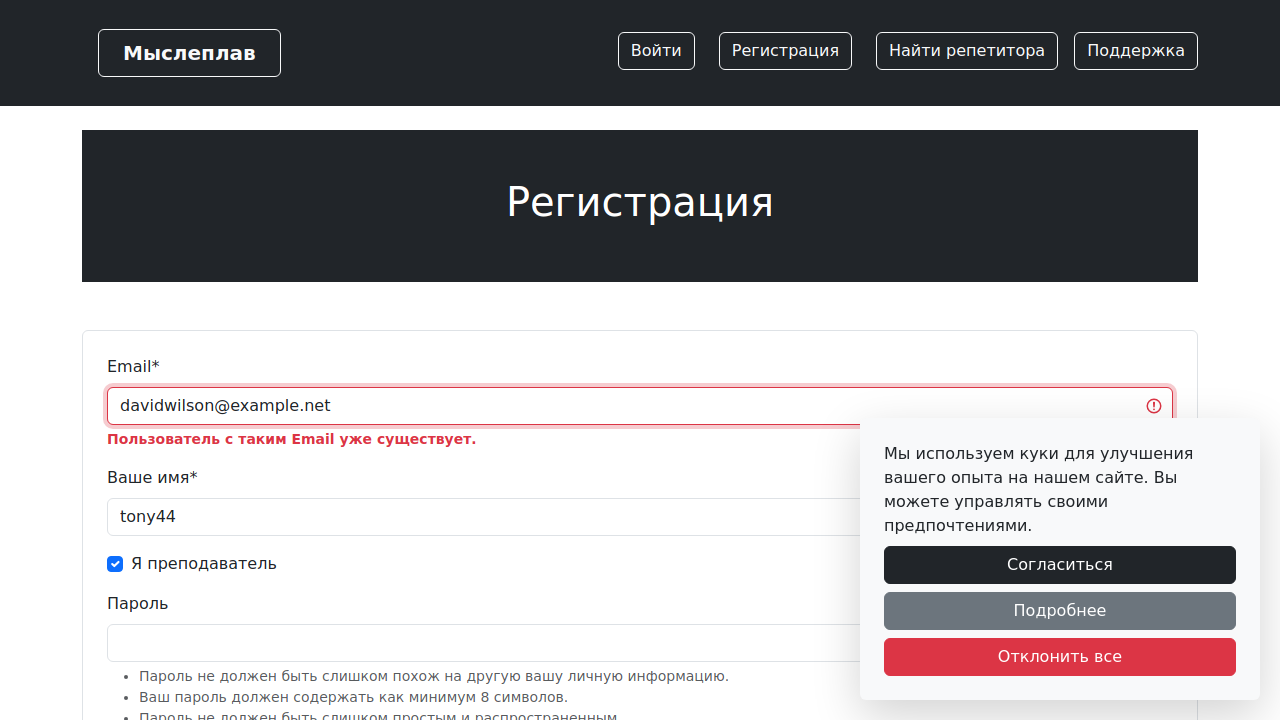 Мыслеплав
Войти
Регистрация
Найти репетитора
Поддержка
Регистрация
Email*
davidwilson@example.net
Пользователь с таким Email уже существует.
Ваше имя*
tony44
Я преподаватель
Пароль
Пароль не должен быть слишком похож на другую вашу личную информацию.
Ваш пароль должен содержать как минимум 8 символов.
Пароль не должен быть слишком простым и распространенным.
Мы используем куки для улучшения
вашего опыта на нашем сайте. Вы
можете управлять своими
предпочтениями.
Согласиться
Подробнее
Отклонить все